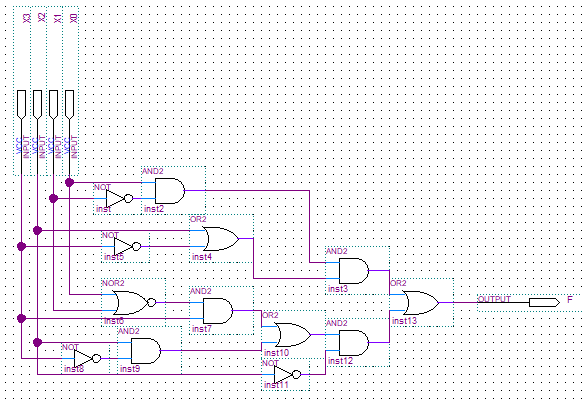 X3
X2
X1
X0
VCC
INPUT
VCC
INPUT
VCC
INPUT
VCC
INPUT
AND2
inst2
NOT
inst
OR2
inst4
NOT
inst5
AND2
inst3
NOR2
inst6
AND2
inst7
OR2
inst13
OUTPUT
F
AND2
inst9
NOT
inst8
OR2
inst10
AND2
inst12
NOT
inst11